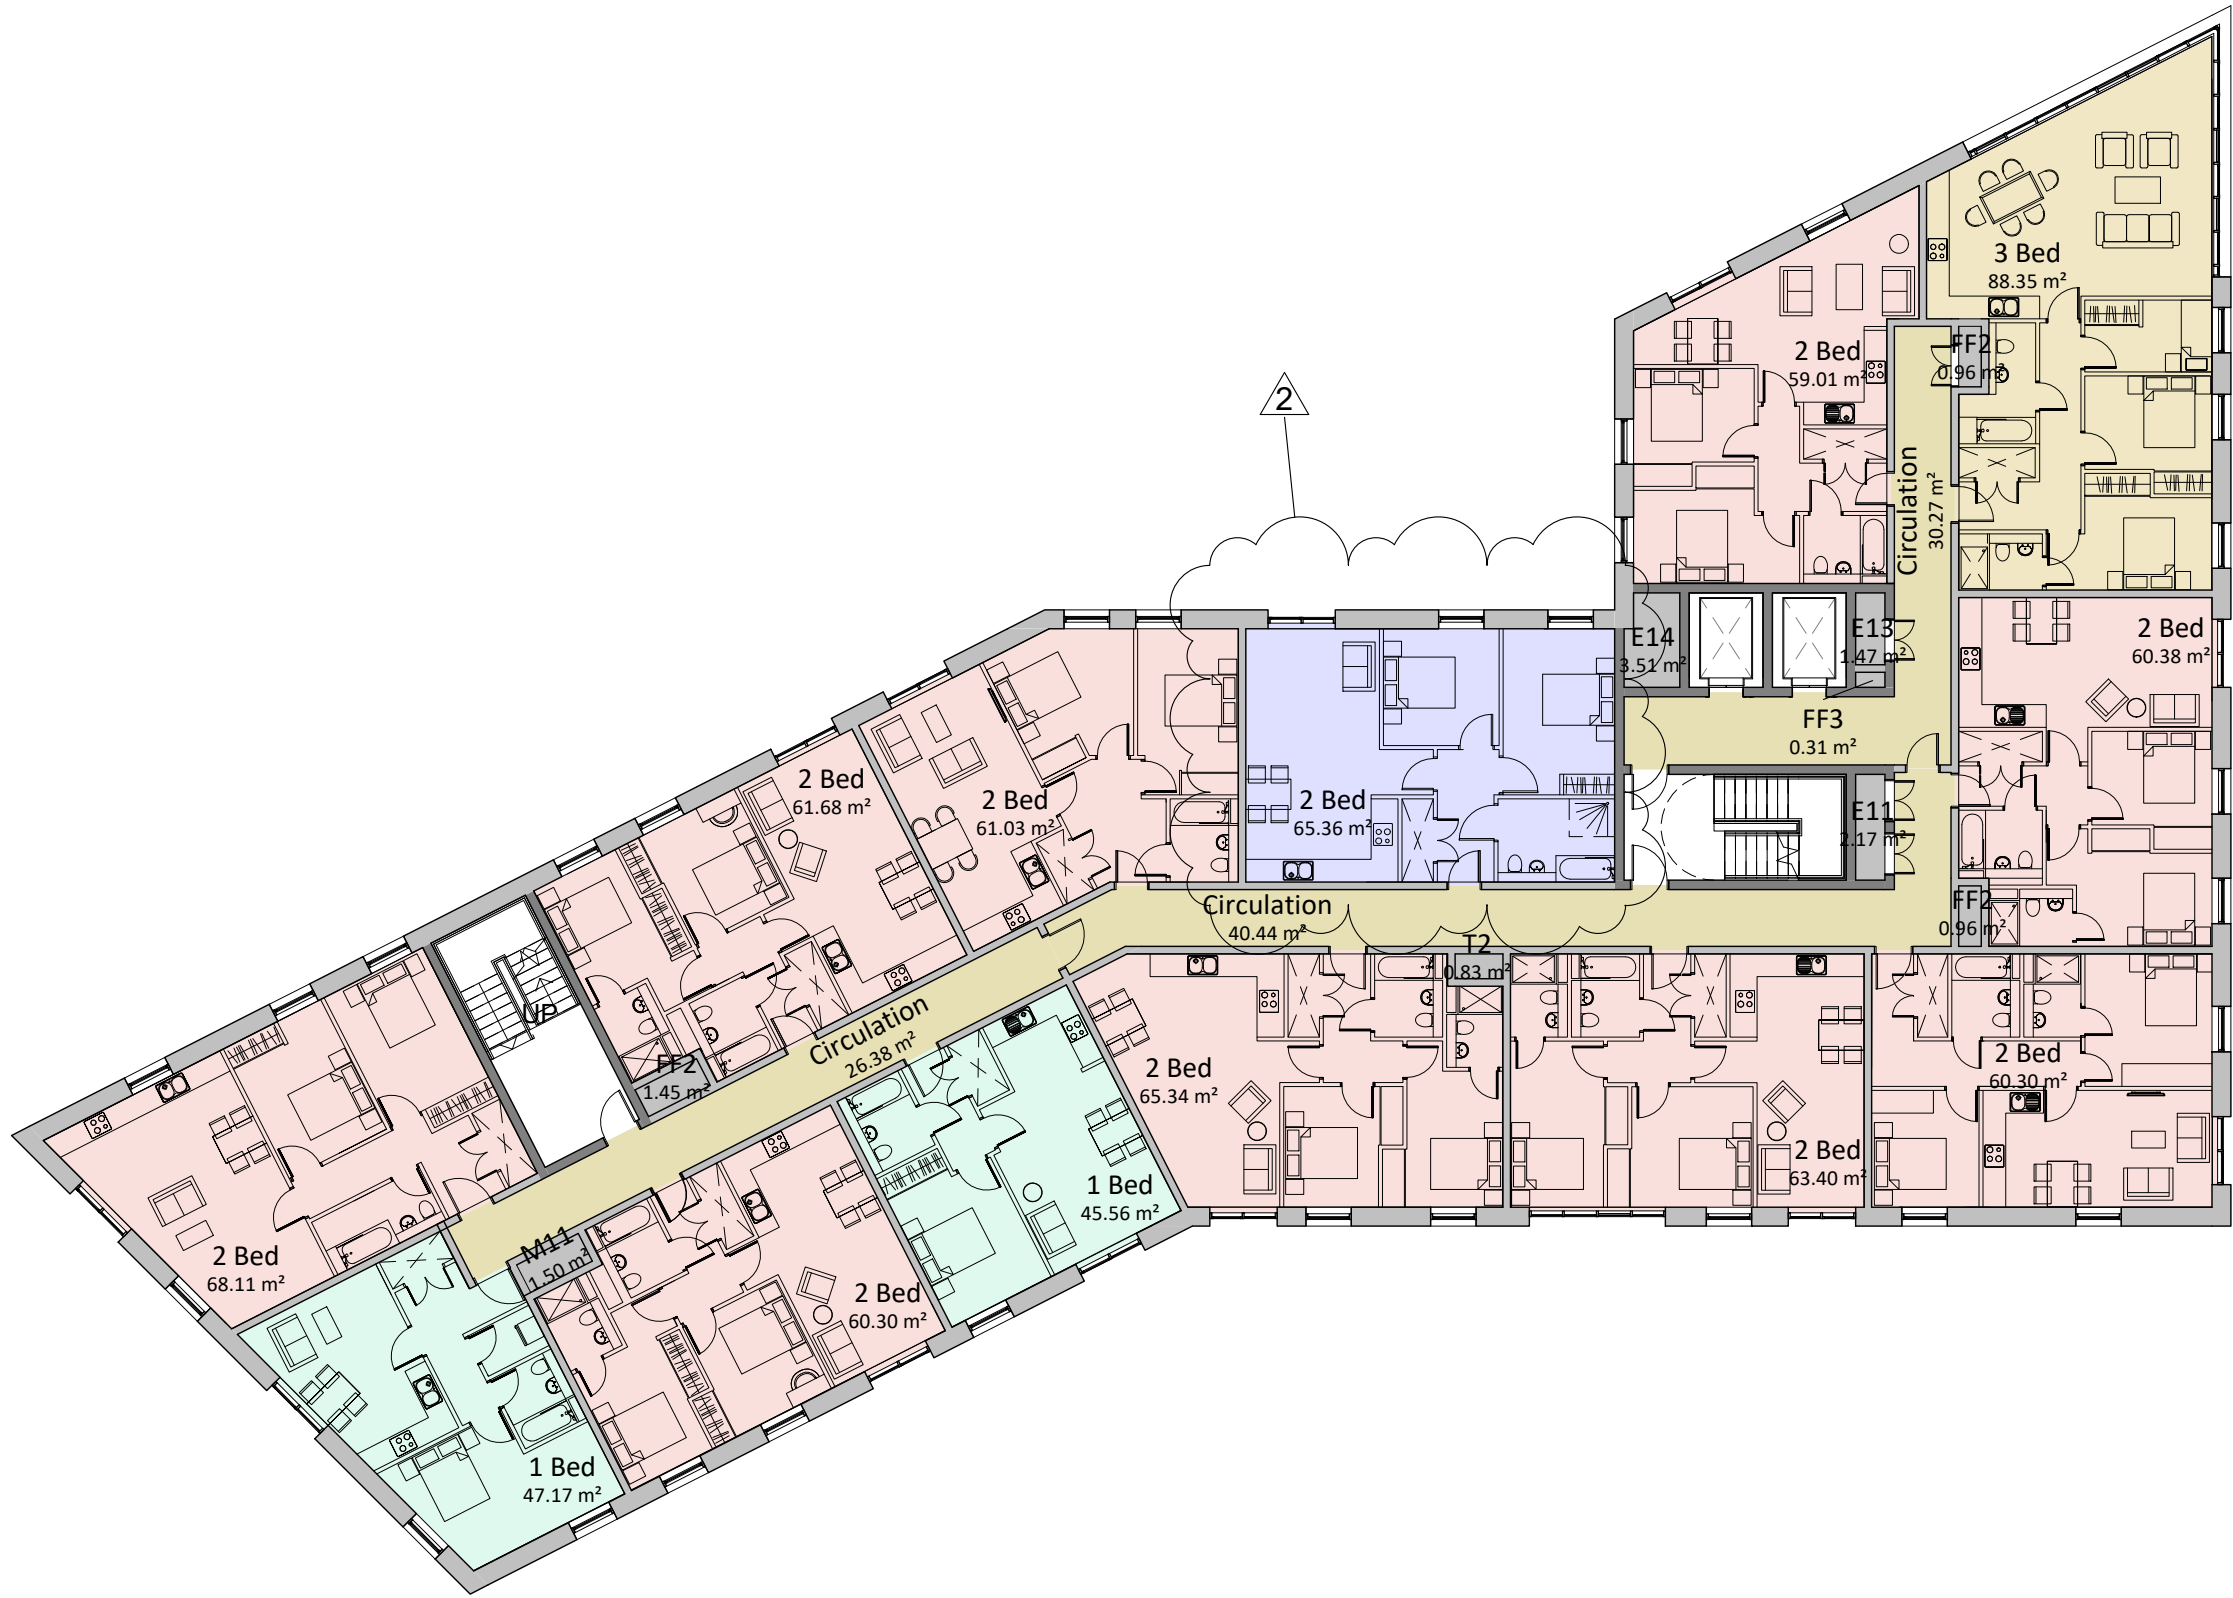 3 Bed
88.35 m²
2 Bed
59.01 m²
FF2
0.96 m²
2
Circulation
30.27 m²
E14
3.51 m²
E13
1.47 m²
2 Bed
60.38 m²
FF3
0.31 m²
2 Bed
61.68 m²
2 Bed
61.03 m²
2 Bed
65.36 m²
E11
2.17 m²
Circulation
40.44 m²
FF2
0.96 m²
T2
0.83 m²
UP
Circulation
26.38 m²
FF2
1.45 m²
2 Bed
65.34 m²
2 Bed
60.30 m²
2 Bed
63.40 m²
1 Bed
45.56 m²
M11
1.50 m²
2 Bed
68.11 m²
2 Bed
60.30 m²
1 Bed
47.17 m²